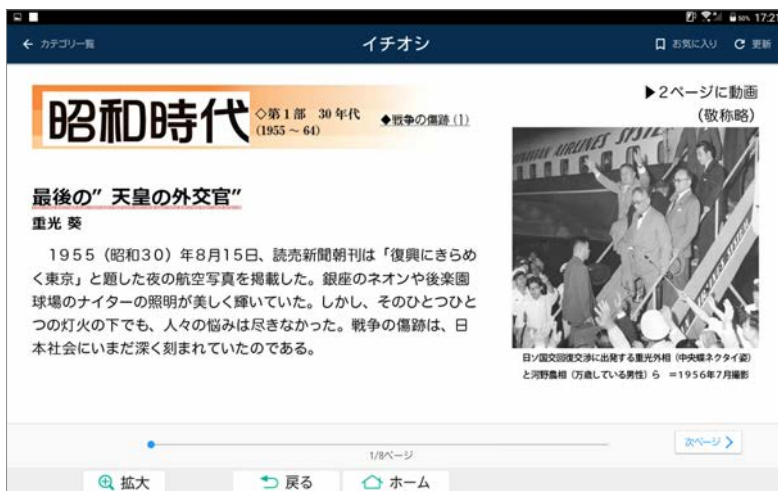 50% 17:21
← カテゴリ一覧
イチオシ
お気に入り
更新
昭和時代
◇第1部 30年代
(1955～64)
◆戦争の傷跡(1)
▶2ページに動画
(敬称略)
最後の”天皇の外交官”
重光 葵
1955(昭和30)年8月15日、読売新聞朝刊は「復興にきらめ
く東京」と題した夜の航空写真を掲載した。銀座のネオンや後楽園
球場のナイターの照明が美しく輝いていた。しかし、そのひとつひと
つの灯火の下でも、人々の悩みは尽きなかった。戦争の傷跡は、日
本社会にいまだ深く刻まれていたのである。
AIRLINES SYSTE
日ソ国交回復交渉に出発する重光外相(中央蝶ネクタイ姿)
と河野農相(万歳している男性)ら =1956年7月撮影
1/8ページ
次ページ
拡大
戻る
ホーム